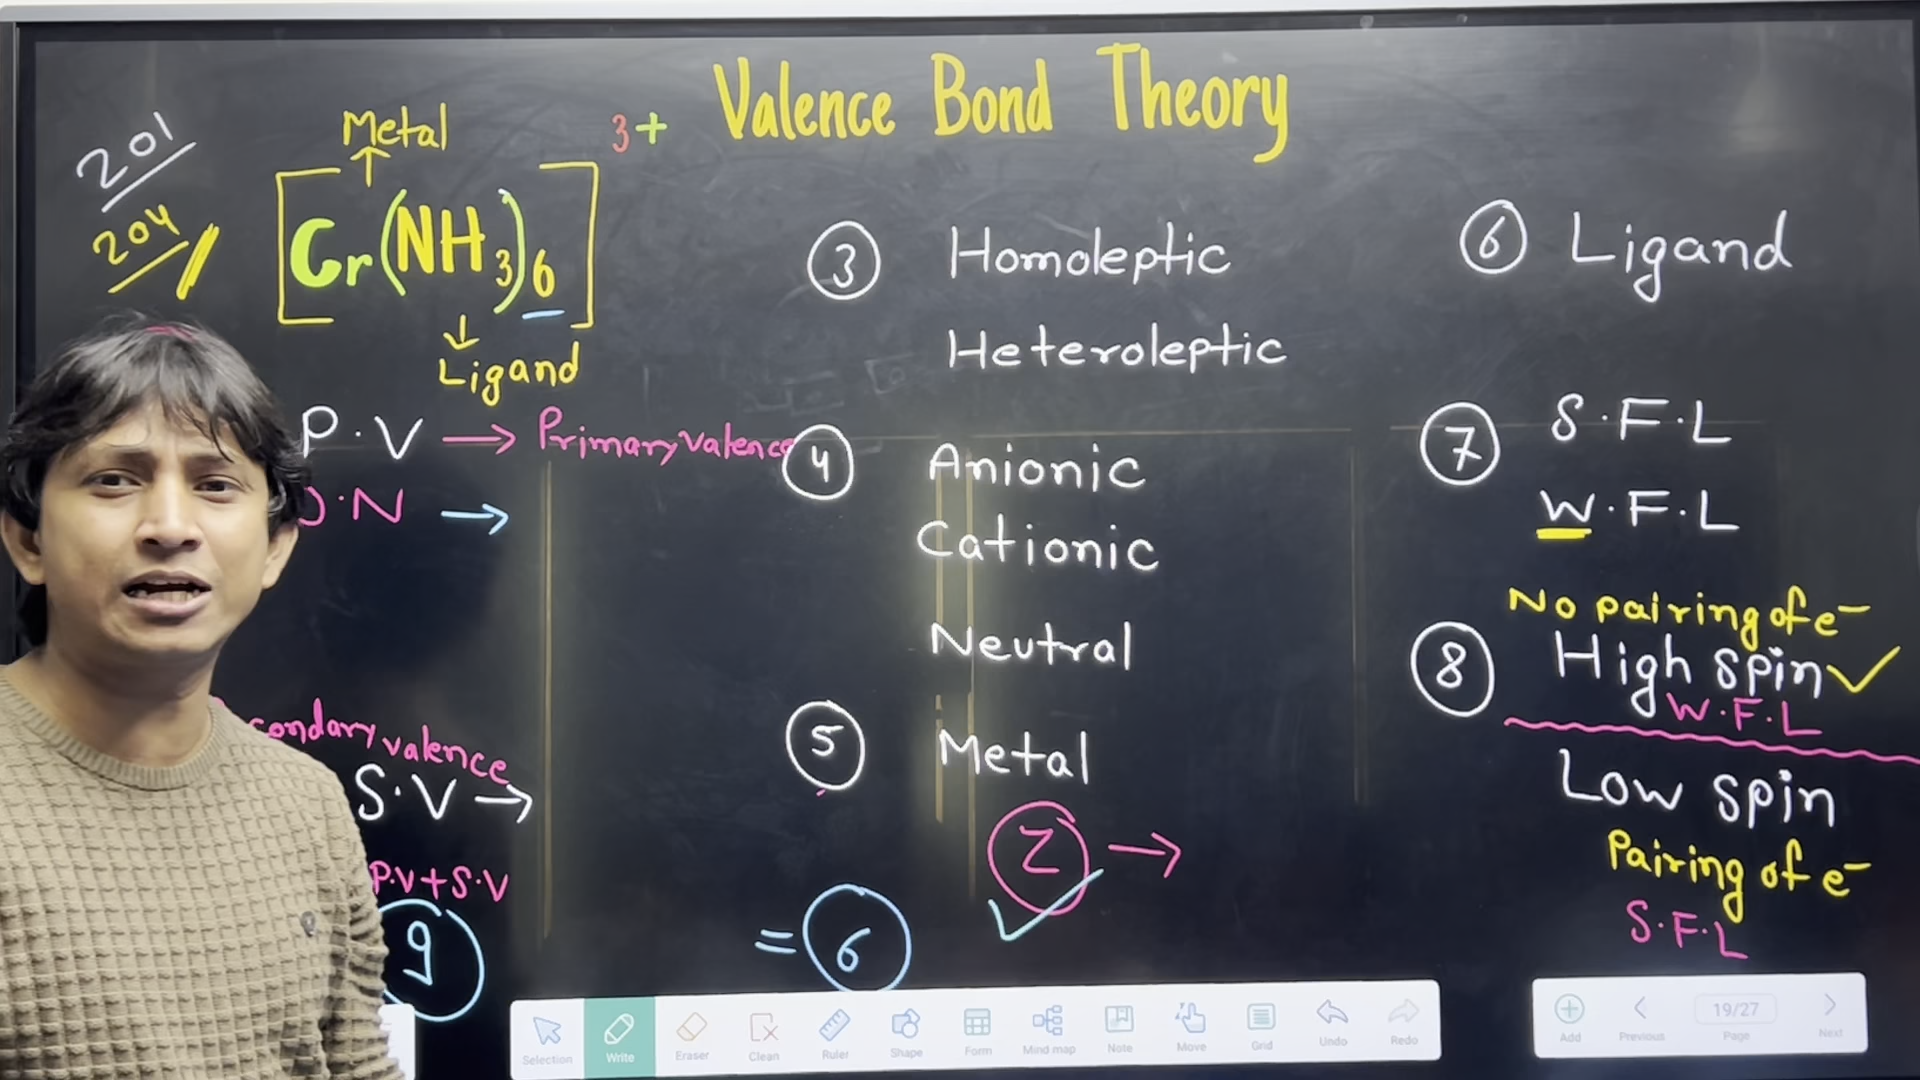 Valence Bond Theory
201
204
Metal
[Cr(NH3)6]3+
Ligand
P.V → Primary valence
O.N →
condary valence
S.V →
P.V+S.V
9
= 6
3 Homoleptic
Heteroleptic
4 Anionic
Cationic
Neutral
5 Metal
Z →
6 Ligand
7 S.F.L
W.F.L
No pairing of e−
8 High spin ✓
W.F.L
Low spin
Pairing of e−
S.F.L
Selection
Write
Eraser
Clean
Ruler
Shape
Form
Mind map
Note
Move
Grid
Undo
Redo
Add
Previous
19/27
Page
Next